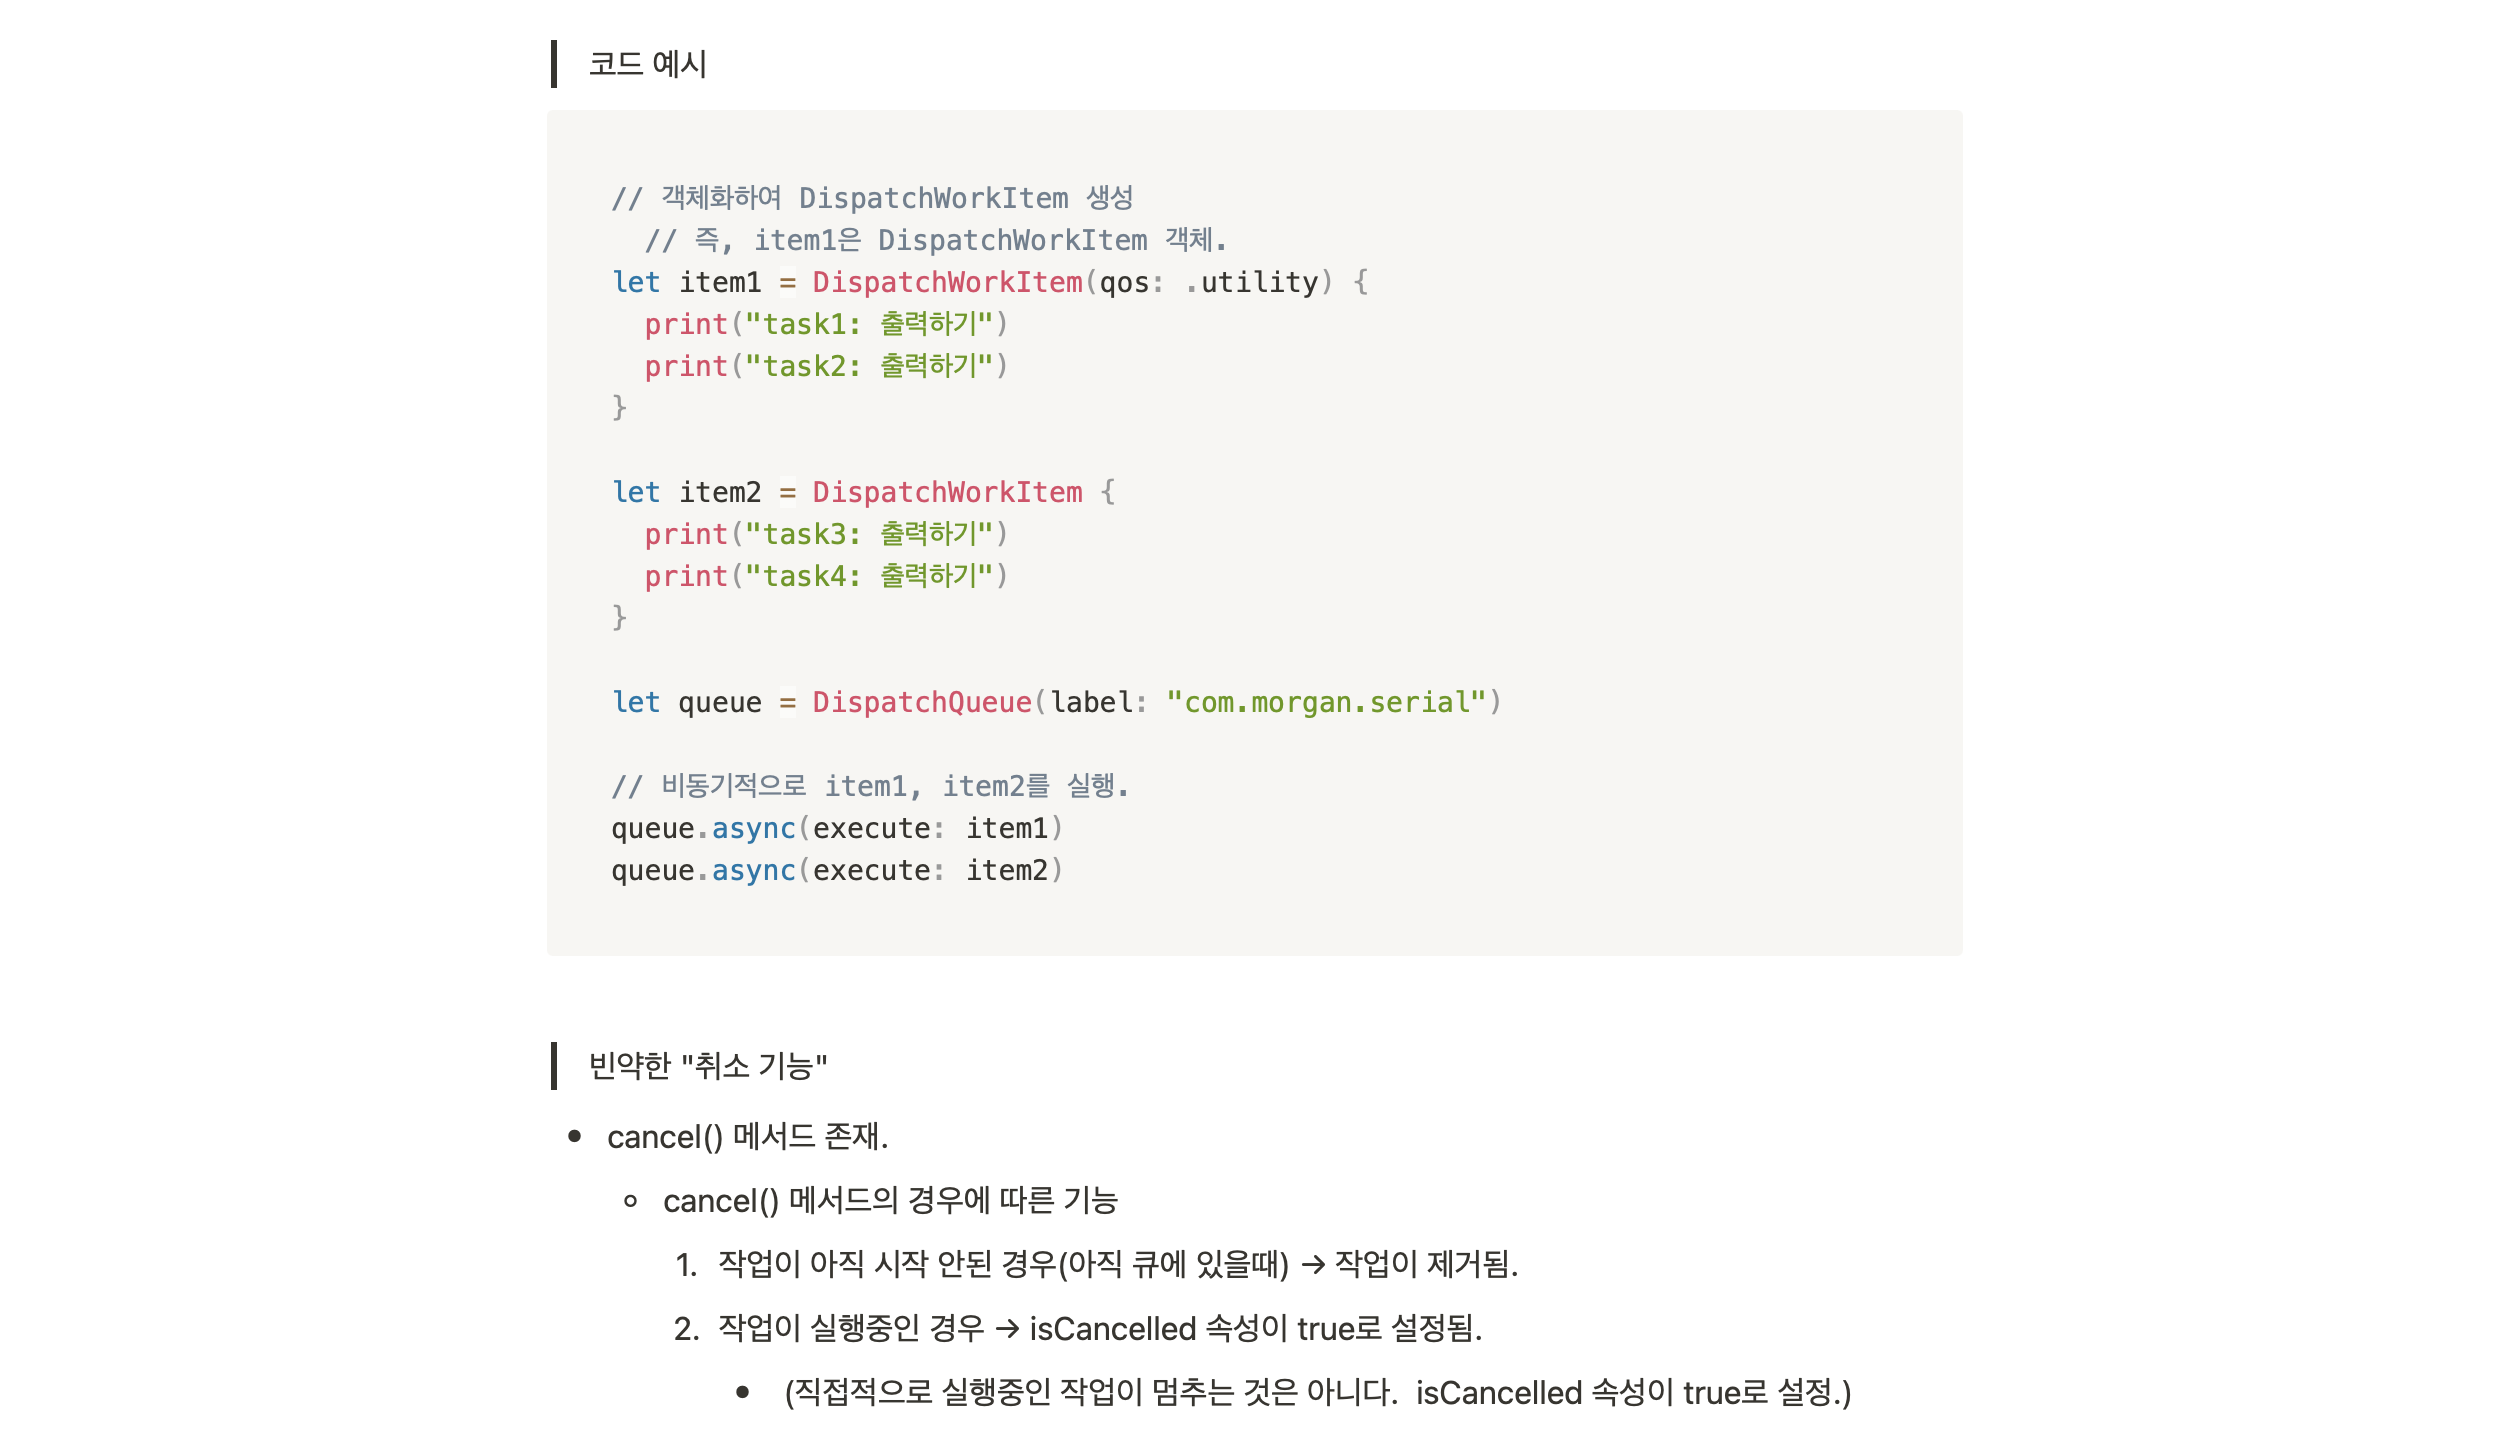 코드 예시
// 객체화하여 DispatchWorkItem 생성
  // 즉, item1은 DispatchWorkItem 객체.
let item1 = DispatchWorkItem(qos: .utility) {
  print("task1: 출력하기")
  print("task2: 출력하기")
}
let item2 = DispatchWorkItem {
  print("task3: 출력하기")
  print("task4: 출력하기")
}
let queue = DispatchQueue(label: "com.morgan.serial")
// 비동기적으로 item1, item2를 실행.
queue.async(execute: item1)
queue.async(execute: item2)
빈약한 "취소 기능"
• cancel() 메서드 존재.
◦ cancel() 메서드의 경우에 따른 기능
1. 작업이 아직 시작 안된 경우(아직 큐에 있을때) → 작업이 제거됨.
2. 작업이 실행중인 경우 → isCancelled 속성이 true로 설정됨.
• (직접적으로 실행중인 작업이 멈추는 것은 아니다. isCancelled 속성이 true로 설정.)